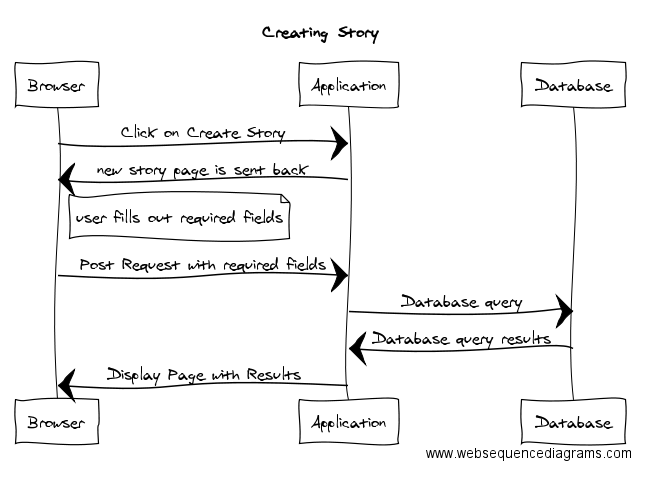 Creating Story
Browser Application Database
Click on Create Story
new story page is sent back
user fills out required fields
Post Request with required fields
Database query
Database query results
Display Page with Results
Browser Application Database
www.websequencediagrams.com